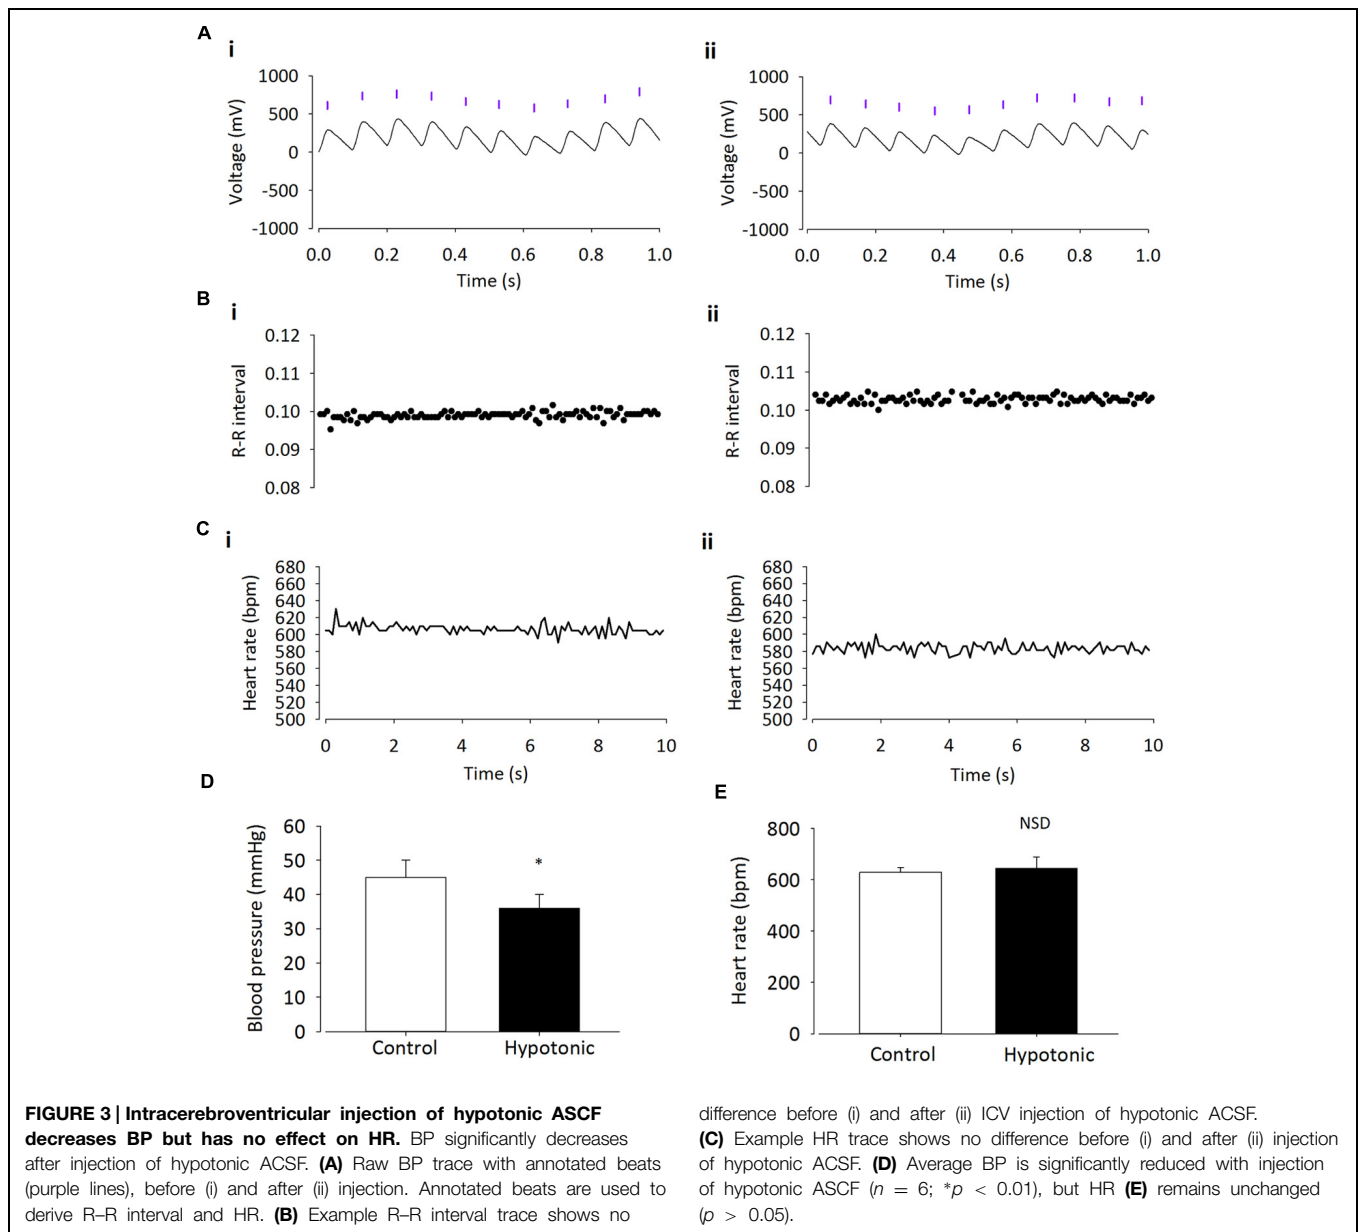 A
i
ii
1000
500
0
-500
-1000
Voltage (mV)
0.0 0.2 0.4 0.6 0.8 1.0
Time (s)
1000
500
0
-500
-1000
Voltage (mV)
0.0 0.2 0.4 0.6 0.8 1.0
Time (s)
B
i
ii
0.12
0.11
0.10
0.09
0.08
R-R interval
0.12
0.11
0.10
0.09
0.08
R-R interval
C
i
ii
680
660
640
620
600
580
560
540
520
500
Heart rate (bpm)
0 2 4 6 8 10
Time (s)
680
660
640
620
600
580
560
540
520
500
Heart rate (bpm)
0 2 4 6 8 10
Time (s)
D
60
50
40
30
20
10
0
Blood pressure (mmHg)
*
Control Hypotonic
E
800
600
400
200
0
Heart rate (bpm)
NSD
Control Hypotonic
FIGURE 3 | Intracerebroventricular injection of hypotonic ASCF
decreases BP but has no effect on HR. BP significantly decreases
after injection of hypotonic ACSF. (A) Raw BP trace with annotated beats
(purple lines), before (i) and after (ii) injection. Annotated beats are used to
derive R–R interval and HR. (B) Example R–R interval trace shows no
difference before (i) and after (ii) ICV injection of hypotonic ACSF.
(C) Example HR trace shows no difference before (i) and after (ii) injection
of hypotonic ACSF. (D) Average BP is significantly reduced with injection
of hypotonic ASCF (n = 6; *p < 0.01), but HR (E) remains unchanged
(p > 0.05).